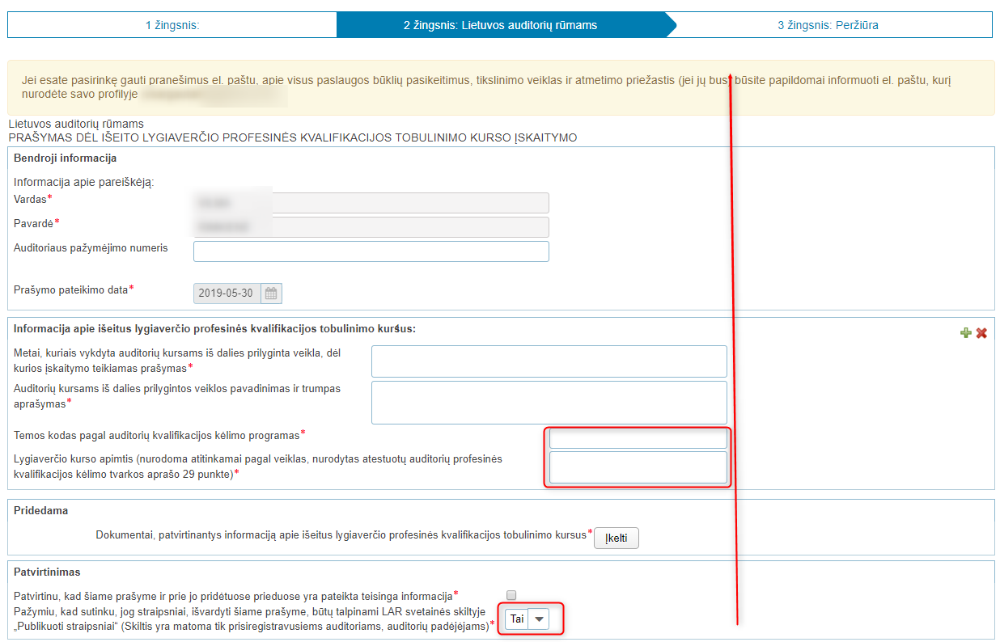 1 žingsnis:
2 žingsnis: Lietuvos auditorių rūmams
3 žingsnis: Peržiūra
Jei esate pasirinkę gauti pranešimus el. paštu, apie visus paslaugos būklių pasikeitimus, tikslinimo veiklas ir atmetimo priežastis (jei jų bus) būsite papildomai informuoti el. paštu, kurį
nurodėte savo profilyje
Lietuvos auditorių rūmams
PRAŠYMAS DĖL IŠEITO LYGIAVERČIO PROFESINĖS KVALIFIKACIJOS TOBULINIMO KURSO ĮSKAITYMO
Bendroji informacija
Informacija apie pareiškėją:
Vardas*
Pavardė*
Auditoriaus pažymėjimo numeris
Prašymo pateikimo data* 2019-05-30
Informacija apie išeitus lygiaverčio profesinės kvalifikacijos tobulinimo kursus:
Metai, kuriais vykdyta auditorių kursams iš dalies prilyginta veikla, dėl
kurios įskaitymo teikiamas prašymas*
Auditorių kursams iš dalies prilygintos veiklos pavadinimas ir trumpas
aprašymas*
Temos kodas pagal auditorių kvalifikacijos kėlimo programas*
Lygiaverčio kurso apimtis (nurodoma atitinkamai pagal veiklas, nurodytas atestuotų auditorių profesinės
kvalifikacijos kėlimo tvarkos aprašo 29 punkte)*
Pridedama
Dokumentai, patvirtinantys informaciją apie išeitus lygiaverčio profesinės kvalifikacijos tobulinimo kursus* Įkelti
Patvirtinimas
Patvirtinu, kad šiame prašyme ir prie jo pridėtuose prieduose yra pateikta teisinga informacija*
Pažymiu, kad sutinku, jog straipsniai, išvardyti šiame prašyme, būtų talpinami LAR svetainės skiltyje
„Publikuoti straipsniai“ (Skiltis yra matoma tik prisiregistravusiems auditoriams, auditorių padėjėjams)* Tai